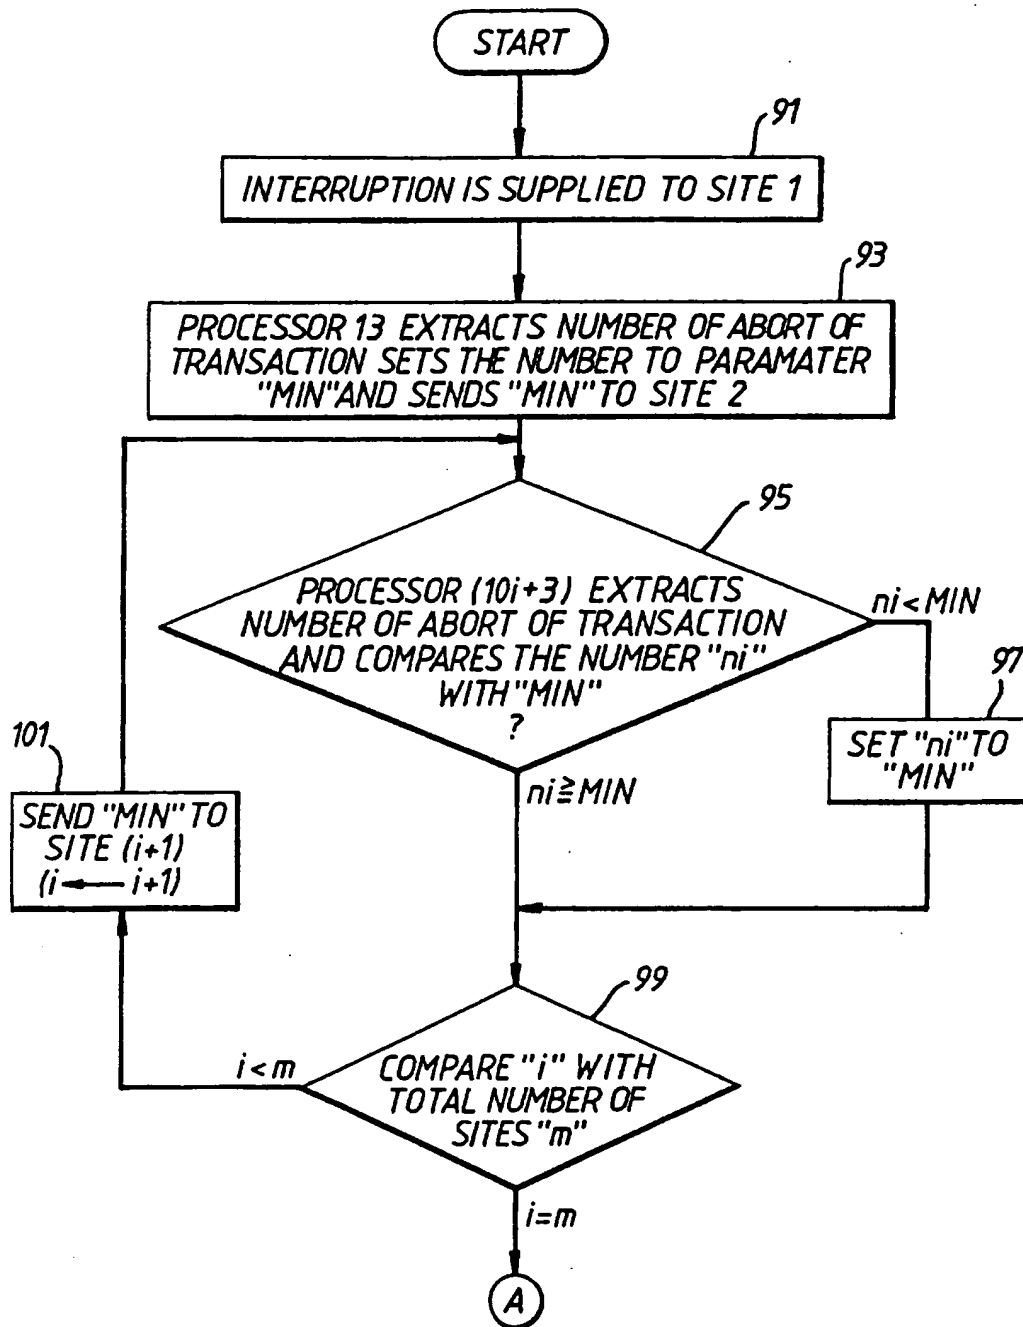 START
91
INTERRUPTION IS SUPPLIED TO SITE 1
93
PROCESSOR 13 EXTRACTS NUMBER OF ABORT OF
TRANSACTION SETS THE NUMBER TO PARAMATER
"MIN" AND SENDS "MIN" TO SITE 2
95
PROCESSOR (10i+3) EXTRACTS
NUMBER OF ABORT OF TRANSACTION
AND COMPARES THE NUMBER "ni"
WITH "MIN"
?
ni<MIN
97
SET "ni" TO
"MIN"
ni≧MIN
101
SEND "MIN" TO
SITE (i+1)
(i ← i+1)
99
COMPARE "i" WITH
TOTAL NUMBER OF
SITES "m"
i<m
i=m
A